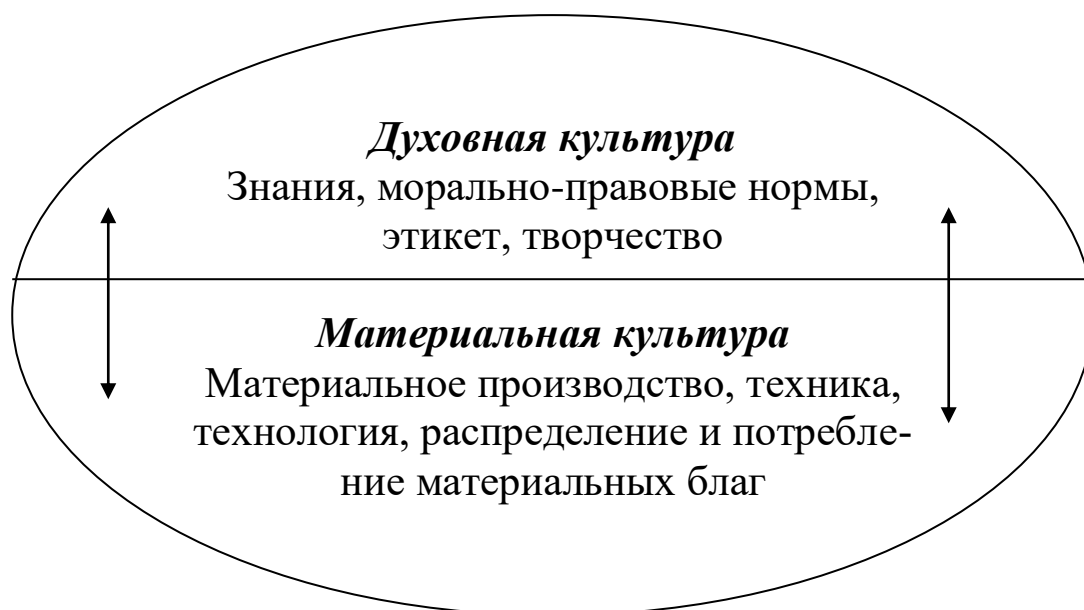 Духовная культура
Знания, морально-правовые нормы,
этикет, творчество
Материальная культура
Материальное производство, техника,
технология, распределение и потребле-
ние материальных благ